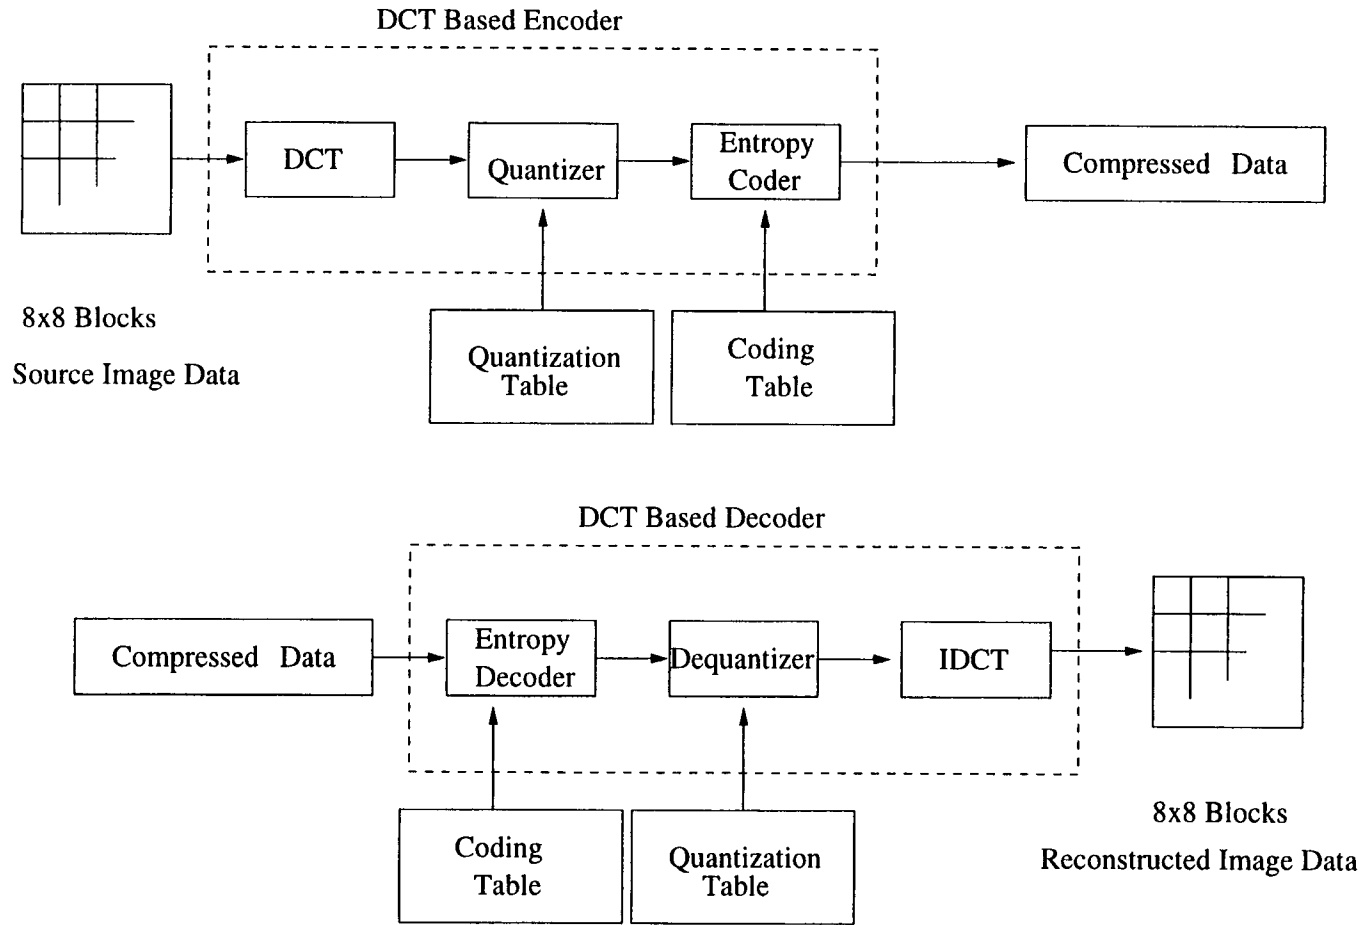 DCT Based Encoder
DCT
Quantizer
Entropy
Coder
Compressed Data
8x8 Blocks
Source Image Data
Quantization
Table
Coding
Table
DCT Based Decoder
Compressed Data
Entropy
Decoder
Dequantizer
IDCT
Coding
Table
Quantization
Table
8x8 Blocks
Reconstructed Image Data